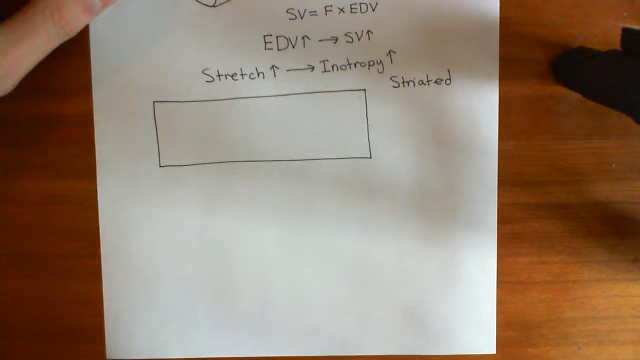 SV = F × EDV
EDV↑ → SV↑
Stretch↑ → Inotropy↑
Striated